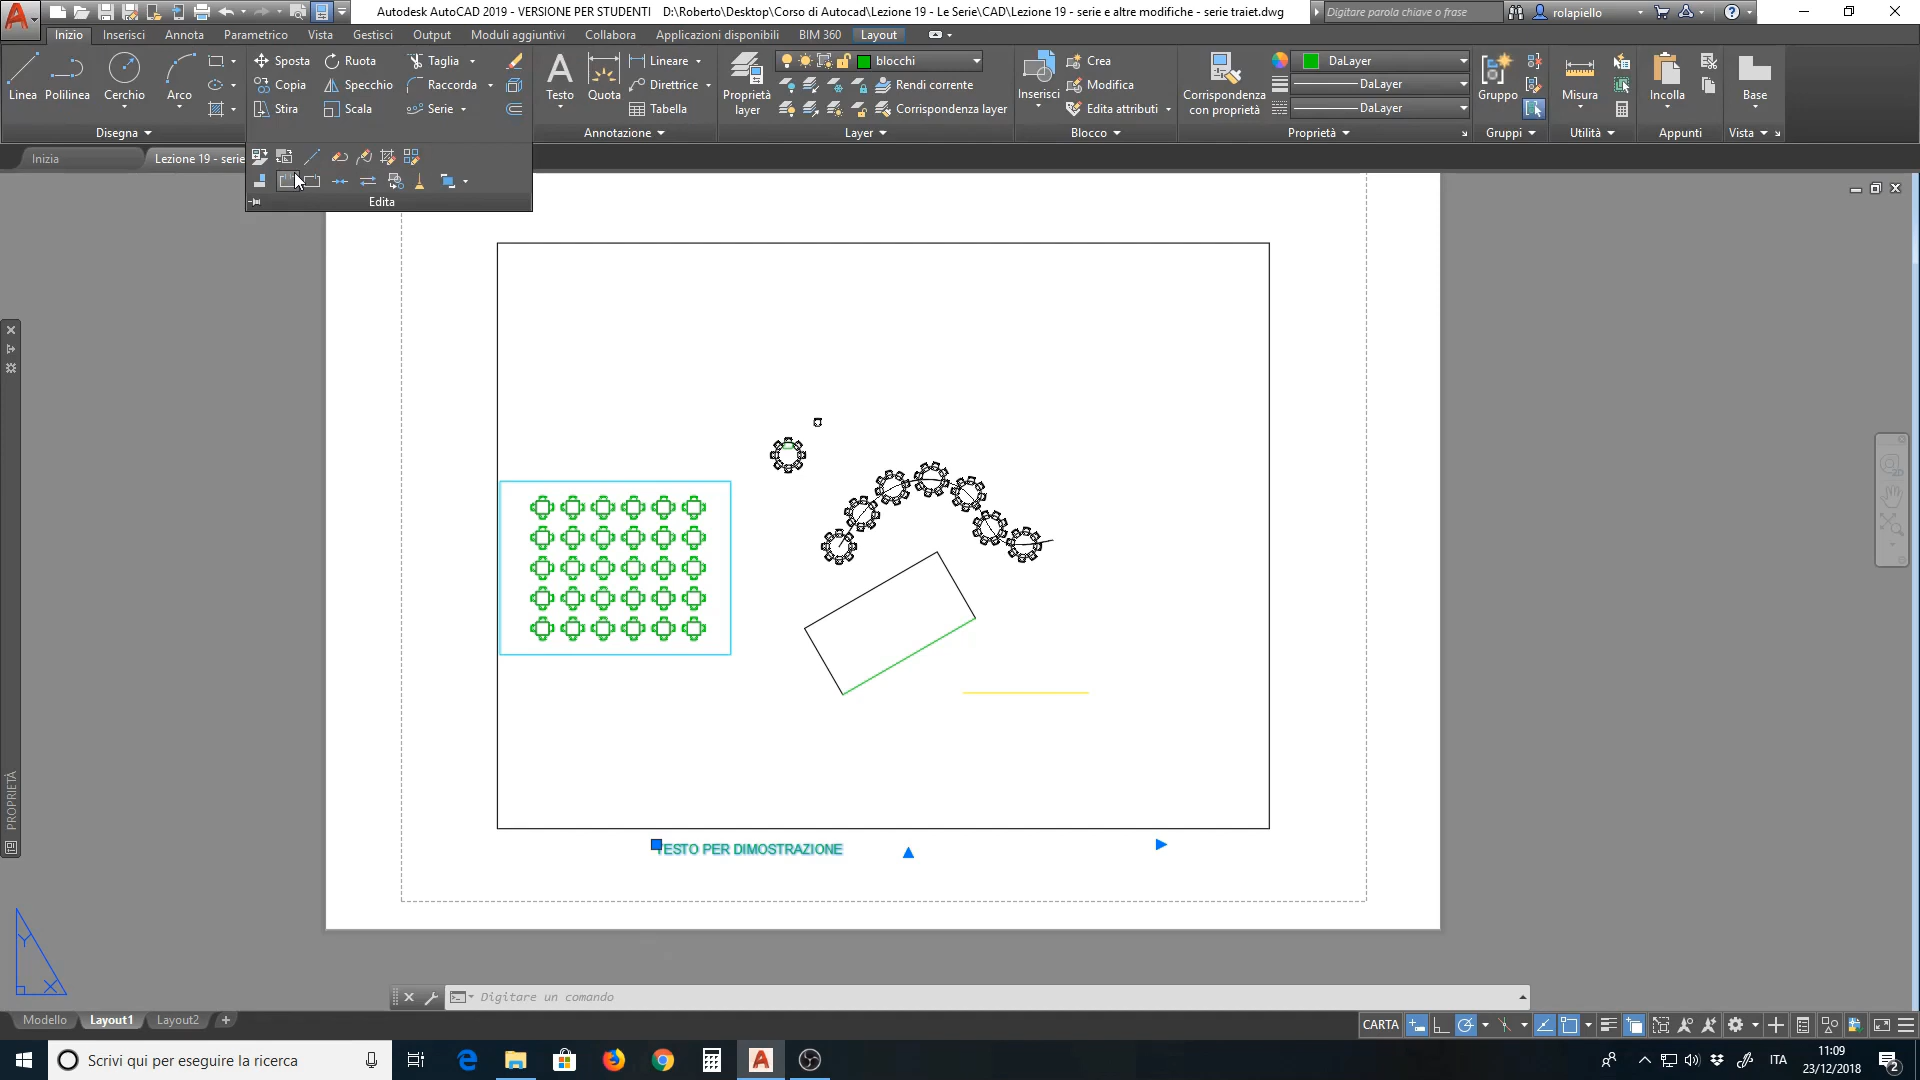 Autodesk AutoCAD 2019 - VERSIONE PER STUDENTI D:\Roberto\Desktop\Corso di Autocad\Lezione 19 - Le Serie\CAD\Lezione 19 - serie e altre modifiche - serie traiet.dwg
Digitare parola chiave o frase
rolapiello
Inizio Inserisci Annota Parametrico Vista Gestisci Output Moduli aggiuntivi Collabora Applicazioni disponibili BIM 360 Layout
Linea Polilinea Cerchio Arco
Disegna
Sposta Ruota Taglia
Copia Specchio Raccorda
Stira Scala Serie
Edita
Testo Quota
Lineare
Direttrice
Tabella
Annotazione
Proprietà layer
blocchi
Rendi corrente
Corrispondenza layer
Layer
Inserisci
Crea
Modifica
Edita attributi
Blocco
Corrispondenza con proprietà
DaLayer
DaLayer
DaLayer
Proprietà
Gruppo
Gruppi
Misura
Utilità
Incolla
Appunti
Base
Vista
Inizia
Lezione 19 - serie
PROPRIETÀ
TESTO PER DIMOSTRAZIONE
Y
X
Digitare un comando
Modello Layout1 Layout2 +
CARTA
Scrivi qui per eseguire la ricerca
ITA
11:09
23/12/2018
2